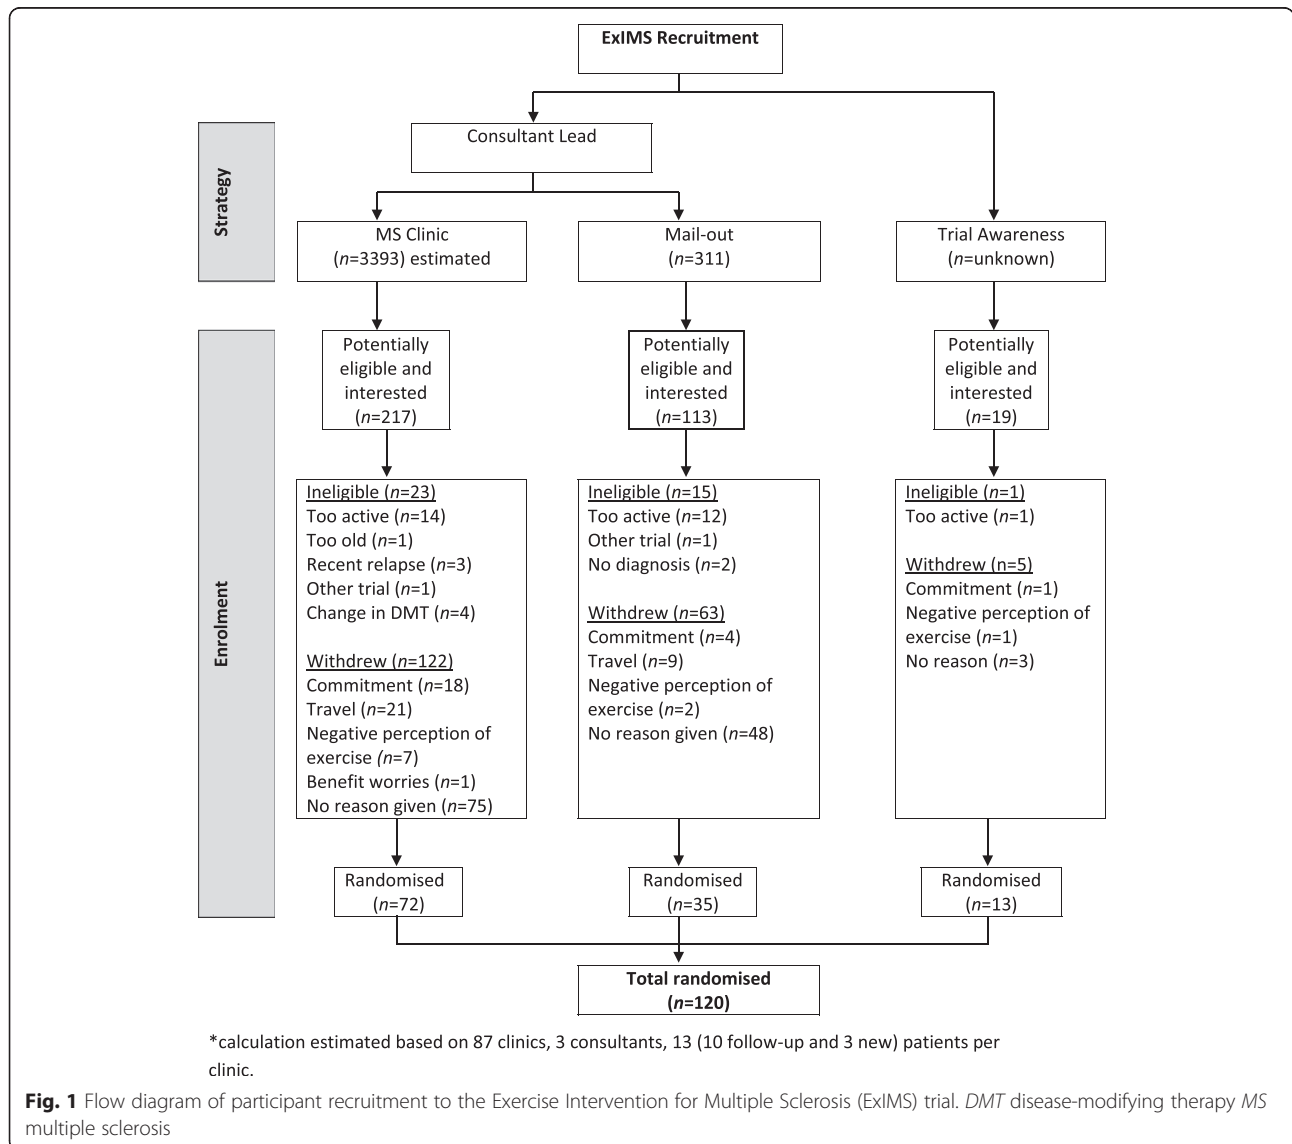 ExIMS Recruitment
Strategy
Consultant Lead
MS Clinic
(n=3393) estimated
Mail-out
(n=311)
Trial Awareness
(n=unknown)
Enrolment
Potentially
eligible and
interested
(n=217)
Potentially
eligible and
interested
(n=113)
Potentially
eligible and
interested
(n=19)
Ineligible (n=23)
Too active (n=14)
Too old (n=1)
Recent relapse (n=3)
Other trial (n=1)
Change in DMT (n=4)
Withdrew (n=122)
Commitment (n=18)
Travel (n=21)
Negative perception of
exercise (n=7)
Benefit worries (n=1)
No reason given (n=75)
Ineligible (n=15)
Too active (n=12)
Other trial (n=1)
No diagnosis (n=2)
Withdrew (n=63)
Commitment (n=4)
Travel (n=9)
Negative perception of
exercise (n=2)
No reason given (n=48)
Ineligible (n=1)
Too active (n=1)
Withdrew (n=5)
Commitment (n=1)
Negative perception of
exercise (n=1)
No reason (n=3)
Randomised
(n=72)
Randomised
(n=35)
Randomised
(n=13)
Total randomised
(n=120)
*calculation estimated based on 87 clinics, 3 consultants, 13 (10 follow-up and 3 new) patients per
clinic.
Fig. 1 Flow diagram of participant recruitment to the Exercise Intervention for Multiple Sclerosis (ExIMS) trial. DMT disease-modifying therapy MS
multiple sclerosis